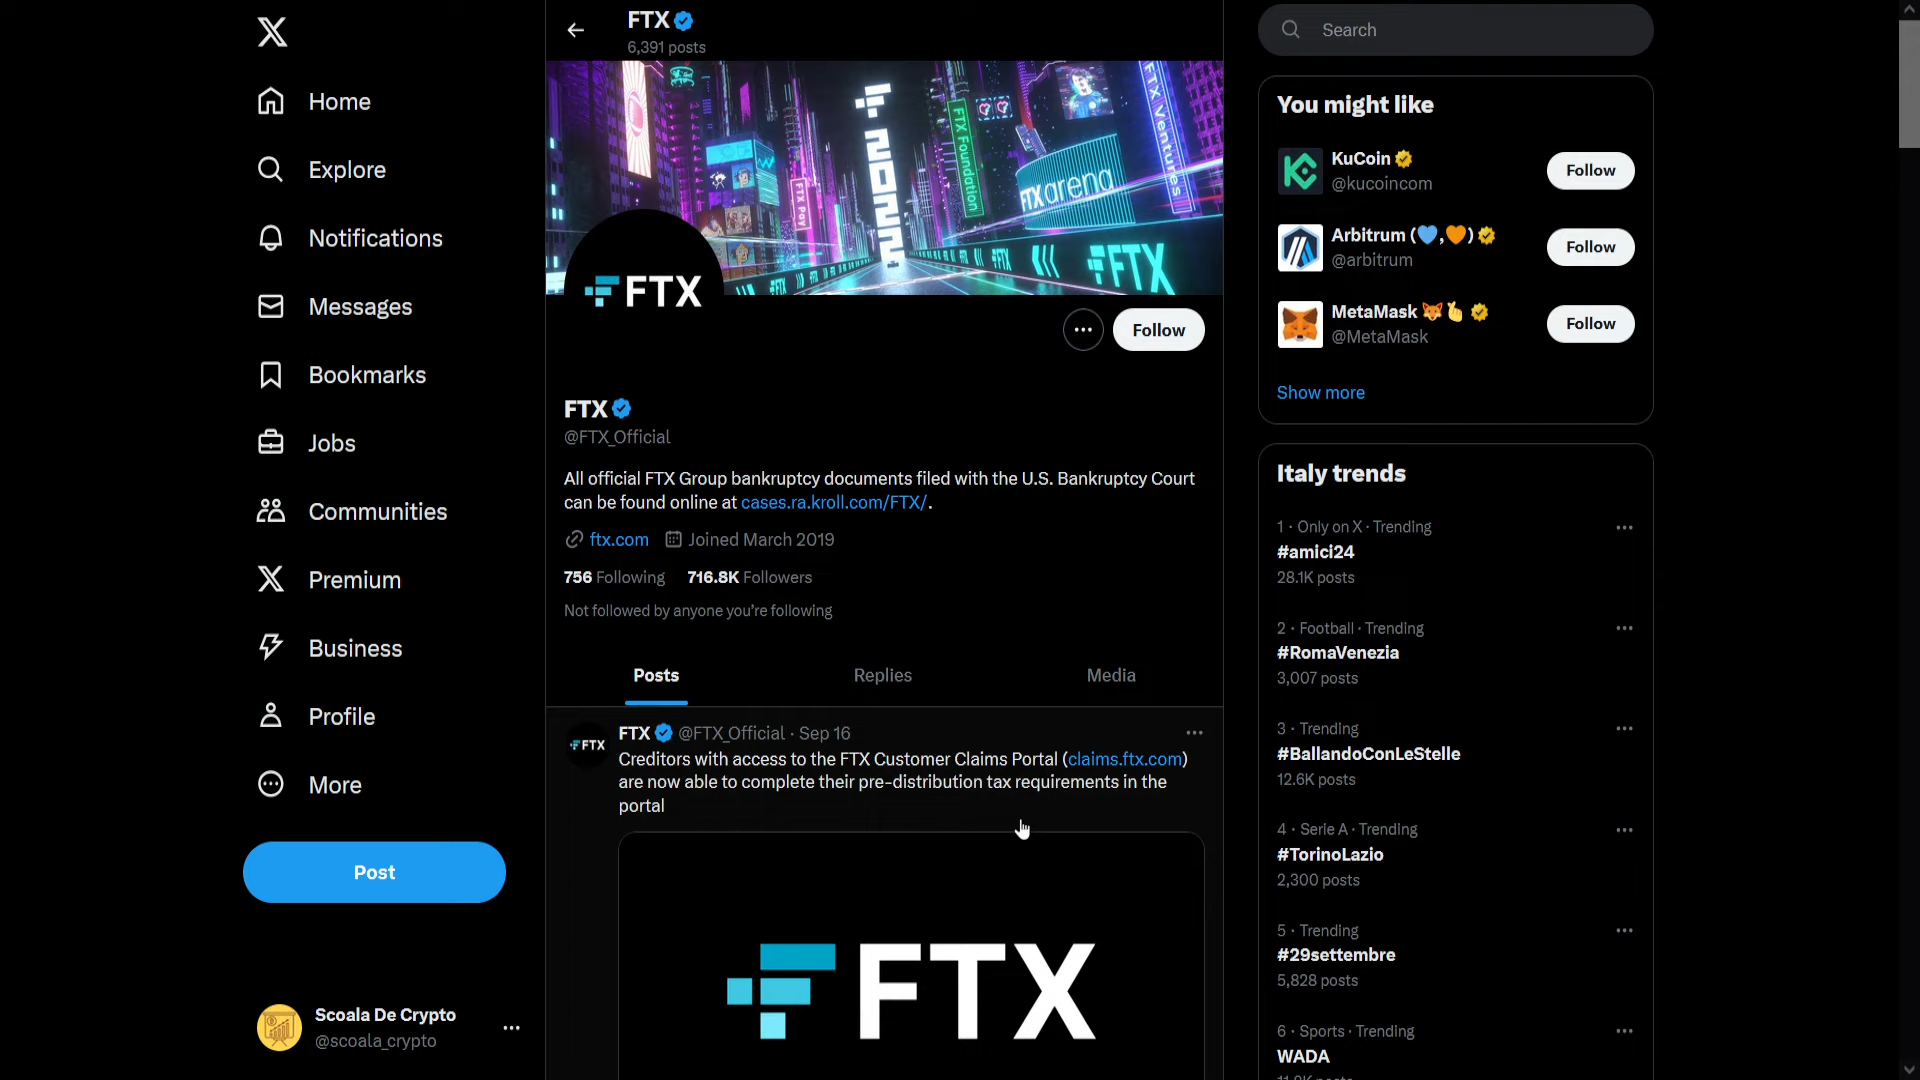 Home
Explore
Notifications
Messages
Bookmarks
Jobs
Communities
Premium
Business
Profile
More
Post
Scoala De Crypto
@scoala_crypto
FTX
6,391 posts
2022
FTX Pay
FTX Foundation
FTX arena
FTX Ventures
FTX
FTX
FTX
Follow
FTX
@FTX_Official
All official FTX Group bankruptcy documents filed with the U.S. Bankruptcy Court
can be found online at cases.ra.kroll.com/FTX/.
ftx.com Joined March 2019
756 Following 716.8K Followers
Not followed by anyone you're following
Posts Replies Media
FTX
FTX @FTX_Official · Sep 16
Creditors with access to the FTX Customer Claims Portal (claims.ftx.com)
are now able to complete their pre-distribution tax requirements in the
portal
FTX
Search
You might like
KuCoin
@kucoincom
Follow
Arbitrum (💙,🧡)
@arbitrum
Follow
MetaMask 🦊🫰
@MetaMask
Follow
Show more
Italy trends
1 · Only on X · Trending
#amici24
28.1K posts
2 · Football · Trending
#RomaVenezia
3,007 posts
3 · Trending
#BallandoConLeStelle
12.6K posts
4 · Serie A · Trending
#TorinoLazio
2,300 posts
5 · Trending
#29settembre
5,828 posts
6 · Sports · Trending
WADA